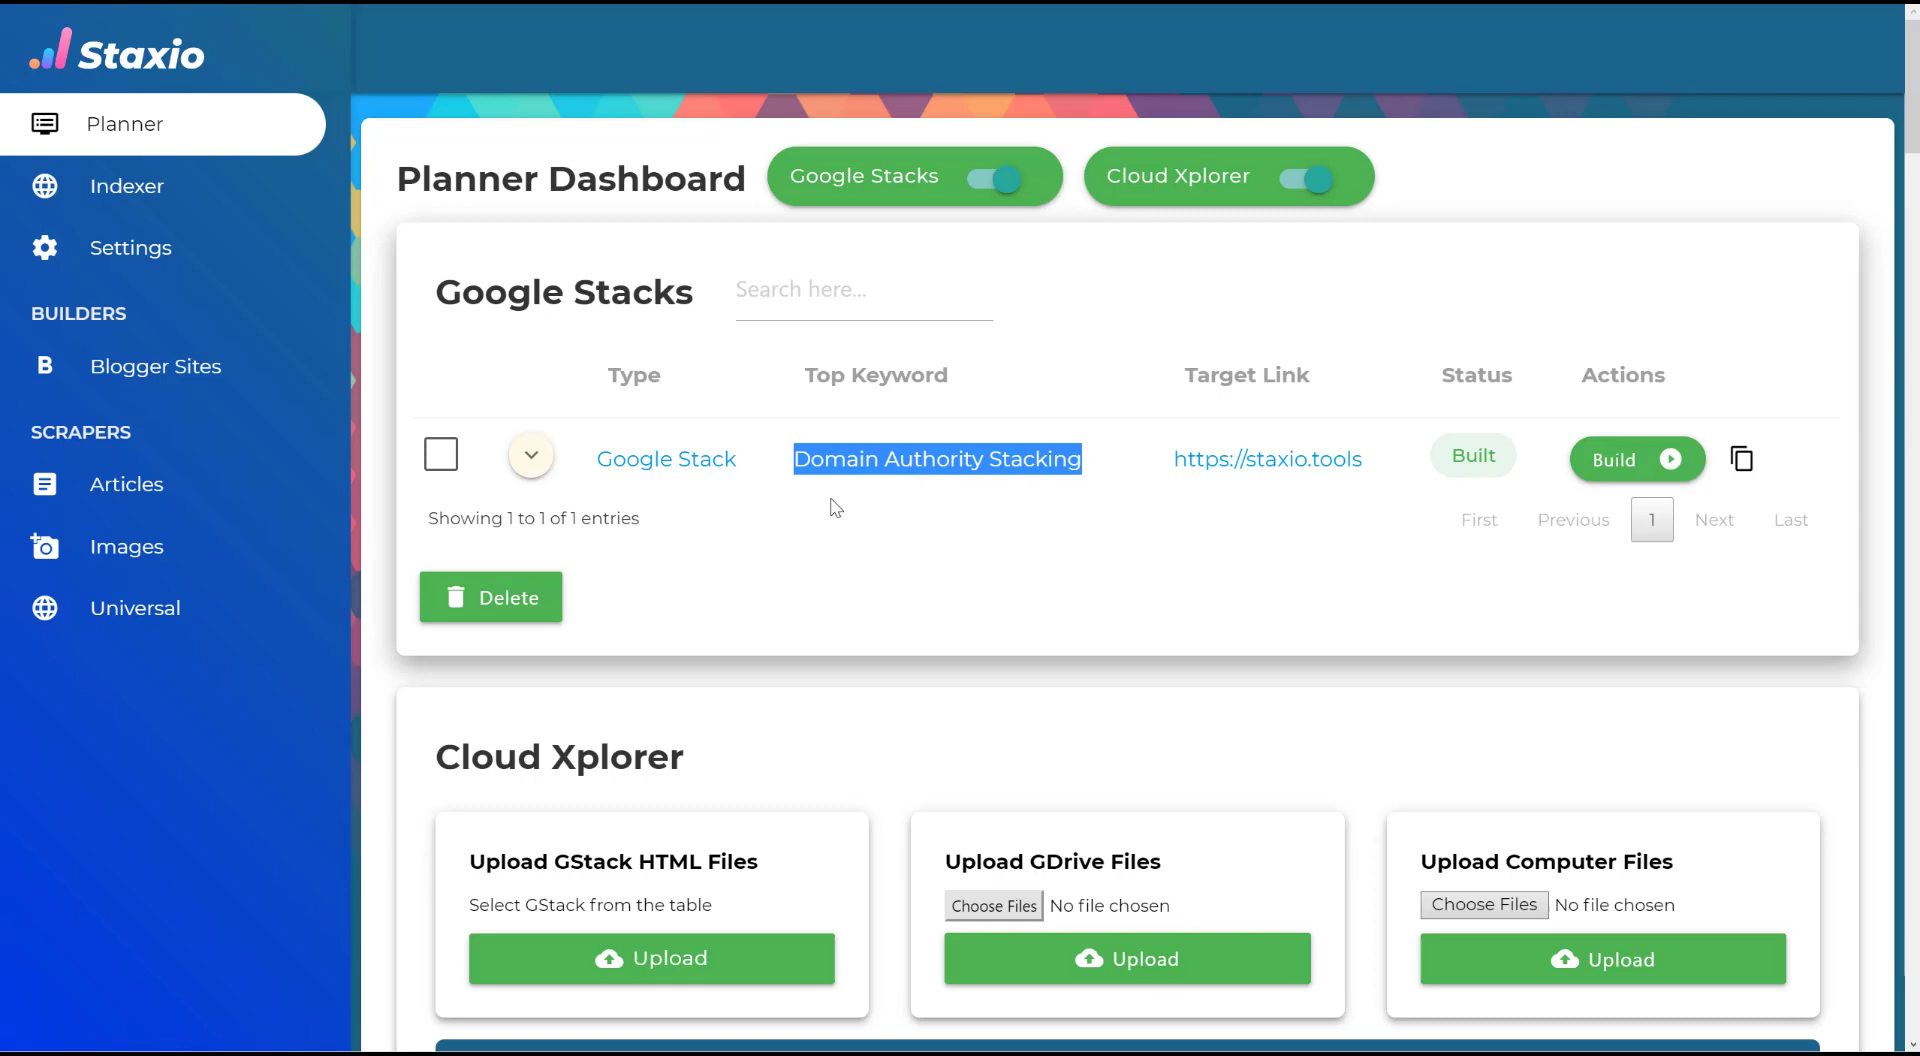 Staxio
Planner
Indexer
Settings
BUILDERS
B Blogger Sites
SCRAPERS
Articles
Images
Universal
Planner Dashboard
Google Stacks
Cloud Xplorer
Google Stacks
Search here...
Type Top Keyword Target Link Status Actions
Google Stack Domain Authority Stacking https://staxio.tools Built Build
Showing 1 to 1 of 1 entries
First Previous 1 Next Last
Delete
Cloud Xplorer
Upload GStack HTML Files
Select GStack from the table
Upload
Upload GDrive Files
Choose Files No file chosen
Upload
Upload Computer Files
Choose Files No file chosen
Upload